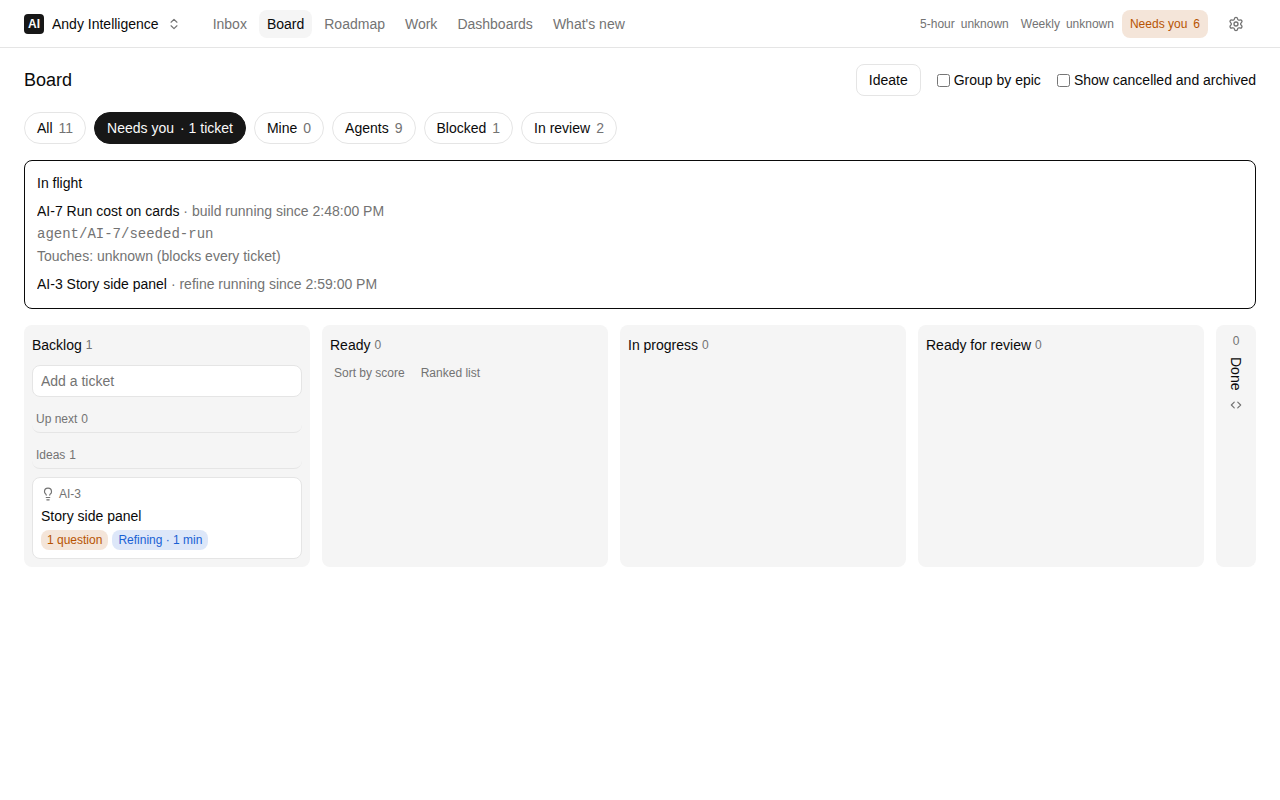 AI Andy Intelligence Inbox Board Roadmap Work Dashboards What's new 5-hour unknown Weekly unknown Needs you 6
Board Ideate Group by epic Show cancelled and archived
All 11 Needs you · 1 ticket Mine 0 Agents 9 Blocked 1 In review 2
In flight
AI-7 Run cost on cards · build running since 2:48:00 PM
agent/AI-7/seeded-run
Touches: unknown (blocks every ticket)
AI-3 Story side panel · refine running since 2:59:00 PM
Backlog 1 Ready 0 In progress 0 Ready for review 0 0
Done
Add a ticket Sort by score Ranked list
Up next 0
Ideas 1
AI-3
Story side panel
1 question Refining · 1 min